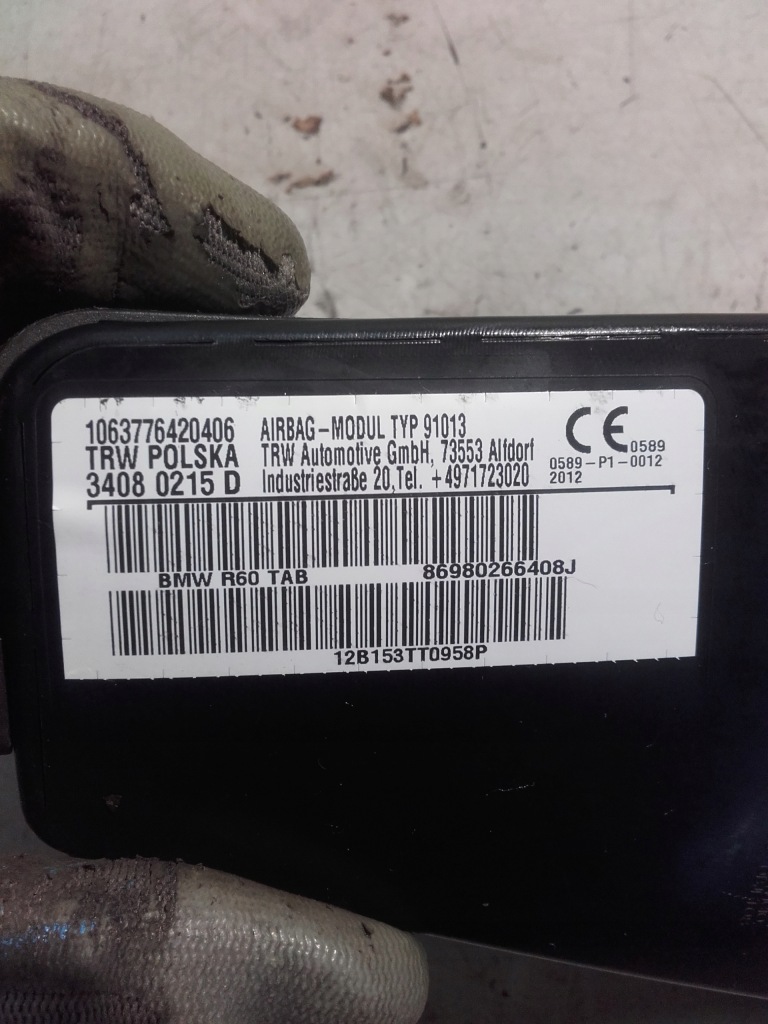 1063776420406 AIRBAG-MODUL TYP 91013
TRW POLSKA TRW Automotive GmbH, 73553 Alfdorf
3408 0215 D Industriestraße 20, Tel. +4971723020
CE 0589
0589-P1-0012
2012
BMW R60 TAB 86980266408J
12B153TT0958P